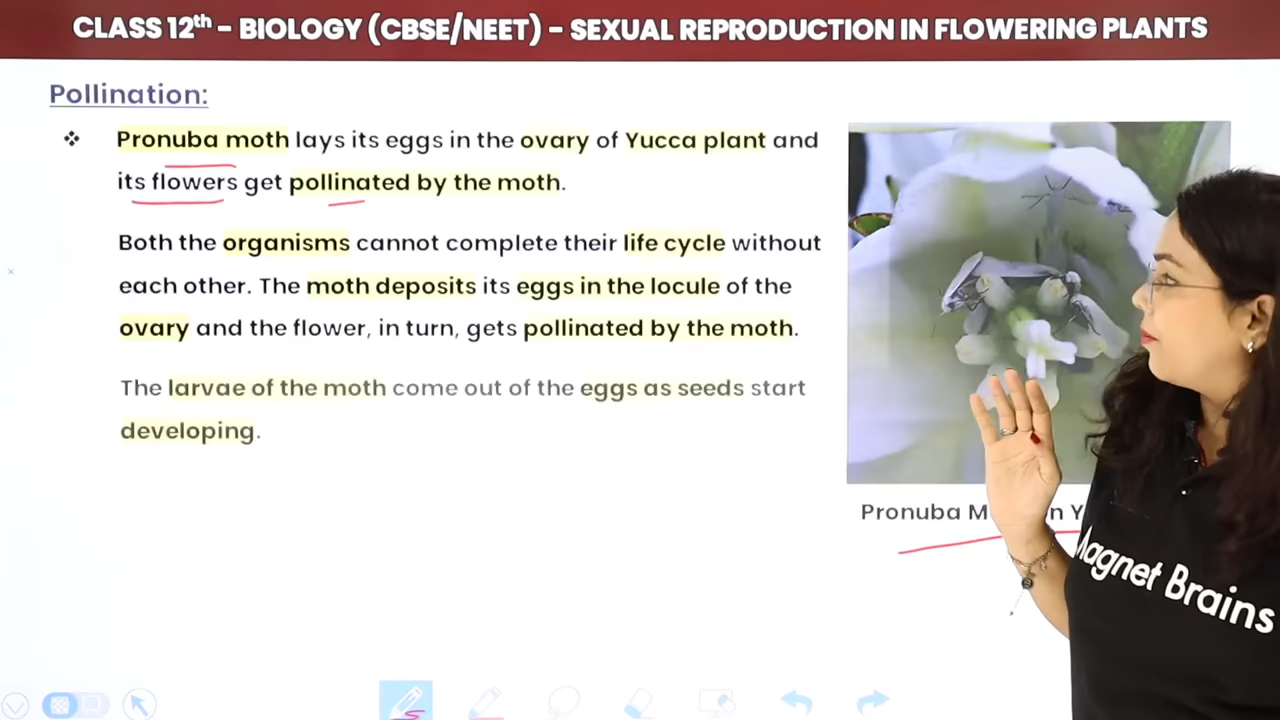 CLASS 12th – BIOLOGY (CBSE/NEET) – SEXUAL REPRODUCTION IN FLOWERING PLANTS
Pollination:
❖ Pronuba moth lays its eggs in the ovary of Yucca plant and
its flowers get pollinated by the moth.
Both the organisms cannot complete their life cycle without
each other. The moth deposits its eggs in the locule of the
ovary and the flower, in turn, gets pollinated by the moth.
The larvae of the moth come out of the eggs as seeds start
developing.
Pronuba
Magnet Brains